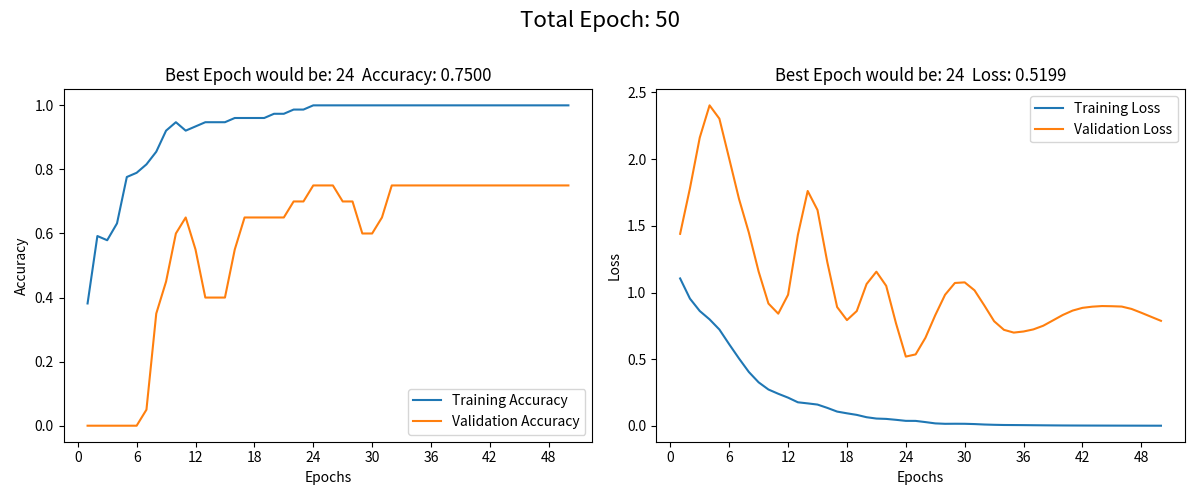 Total Epoch: 50
Best Epoch would be: 24 Accuracy: 0.7500
1.0
0.8
0.6
0.4
0.2
0.0
Accuracy
0 6 12 18 24 30 36 42 48
Epochs
Training Accuracy
Validation Accuracy
Best Epoch would be: 24 Loss: 0.5199
2.5
2.0
1.5
1.0
0.5
0.0
Loss
0 6 12 18 24 30 36 42 48
Epochs
Training Loss
Validation Loss